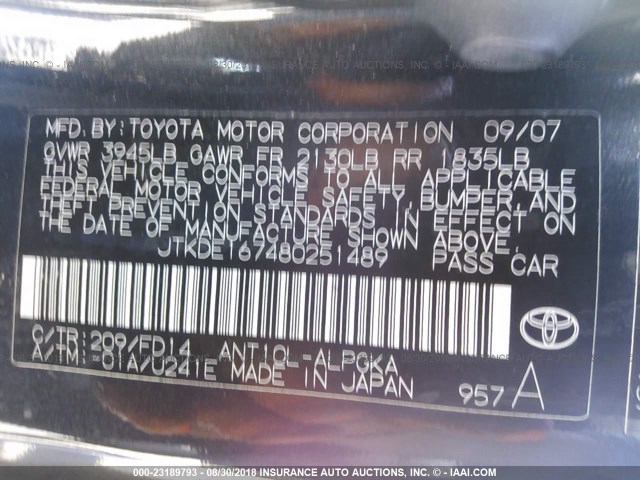 MFD. BY: TOYOTA MOTOR CORPORATION 09/07
GVWR 3945LB GAWR FR 2130LB RR 1835LB
THIS VEHICLE CONFORMS TO ALL APPLICABLE
FEDERAL MOTOR VEHICLE SAFETY, BUMPER, AND
THEFT PREVENTION STANDARDS IN EFFECT ON
THE DATE OF MANUFACTURE SHOWN ABOVE.
JTKDE167480251489 PASS CAR
C/TR: 209/FD14 ANT10L-ALPGKA
A/TM: -01A/U241E MADE IN JAPAN
957A
000-23189793 - 08/30/2018 INSURANCE AUTO AUCTIONS, INC. - IAAI.COM